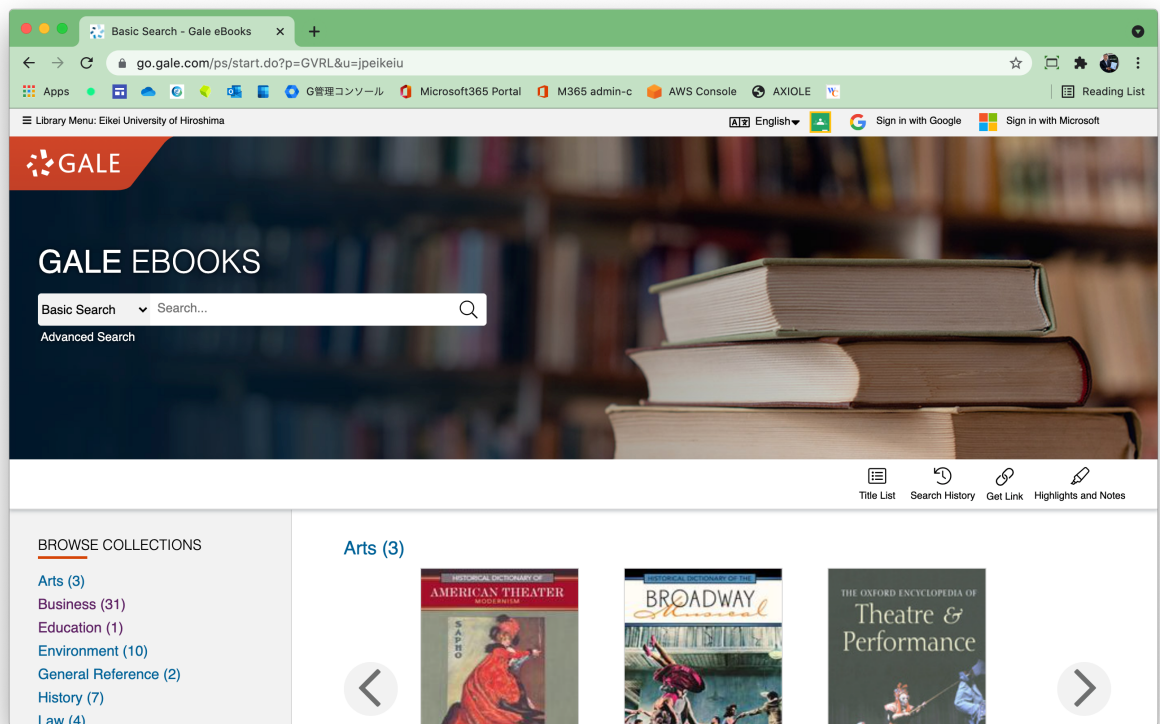 Basic Search - Gale eBooks
go.gale.com/ps/start.do?p=GVRL&u=jpeikeiu
Apps
G管理コンソール
Microsoft365 Portal
M365 admin-c
AWS Console
AXIOLE
Reading List
Library Menu: Eikei University of Hiroshima
English
Sign in with Google
Sign in with Microsoft
GALE
GALE EBOOKS
Basic Search
Search...
Advanced Search
Title List
Search History
Get Link
Highlights and Notes
BROWSE COLLECTIONS
Arts (3)
Business (31)
Education (1)
Environment (10)
General Reference (2)
History (7)
Law (4)
Arts (3)
HISTORICAL DICTIONARY OF
AMERICAN THEATER
MODERNISM
SAPHO
HISTORICAL DICTIONARY OF THE
BROADWAY
Musical
THE OXFORD ENCYCLOPEDIA OF
Theatre &
Performance